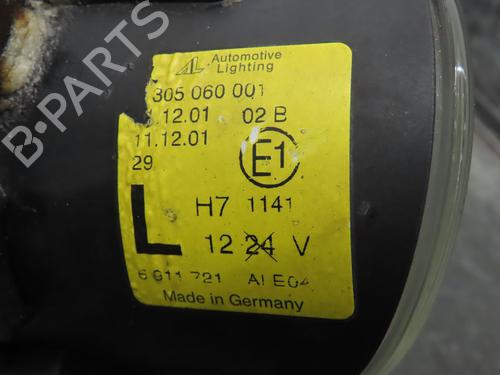 B-PARTS
Automotive
Lighting
305 060 001
12.01 02 B
11.12.01
29
E1
H7 1141
L
12 24 V
6 911 721 AI E04
Made in Germany